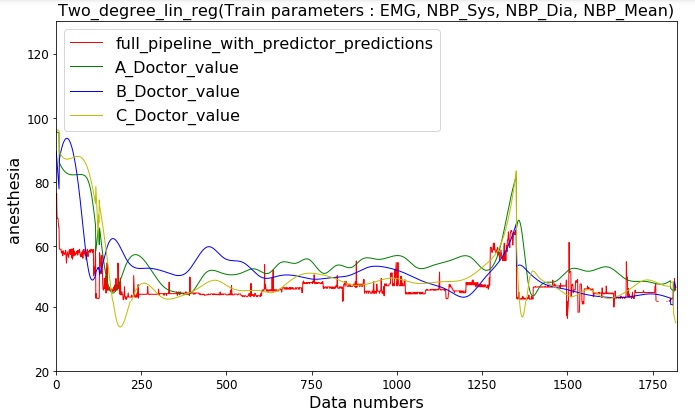 Two_degree_lin_reg(Train parameters : EMG, NBP_Sys, NBP_Dia, NBP_Mean)
full_pipeline_with_predictor_predictions
A_Doctor_value
B_Doctor_value
C_Doctor_value
anesthesia
120
100
80
60
40
20
0 250 500 750 1000 1250 1500 1750
Data numbers